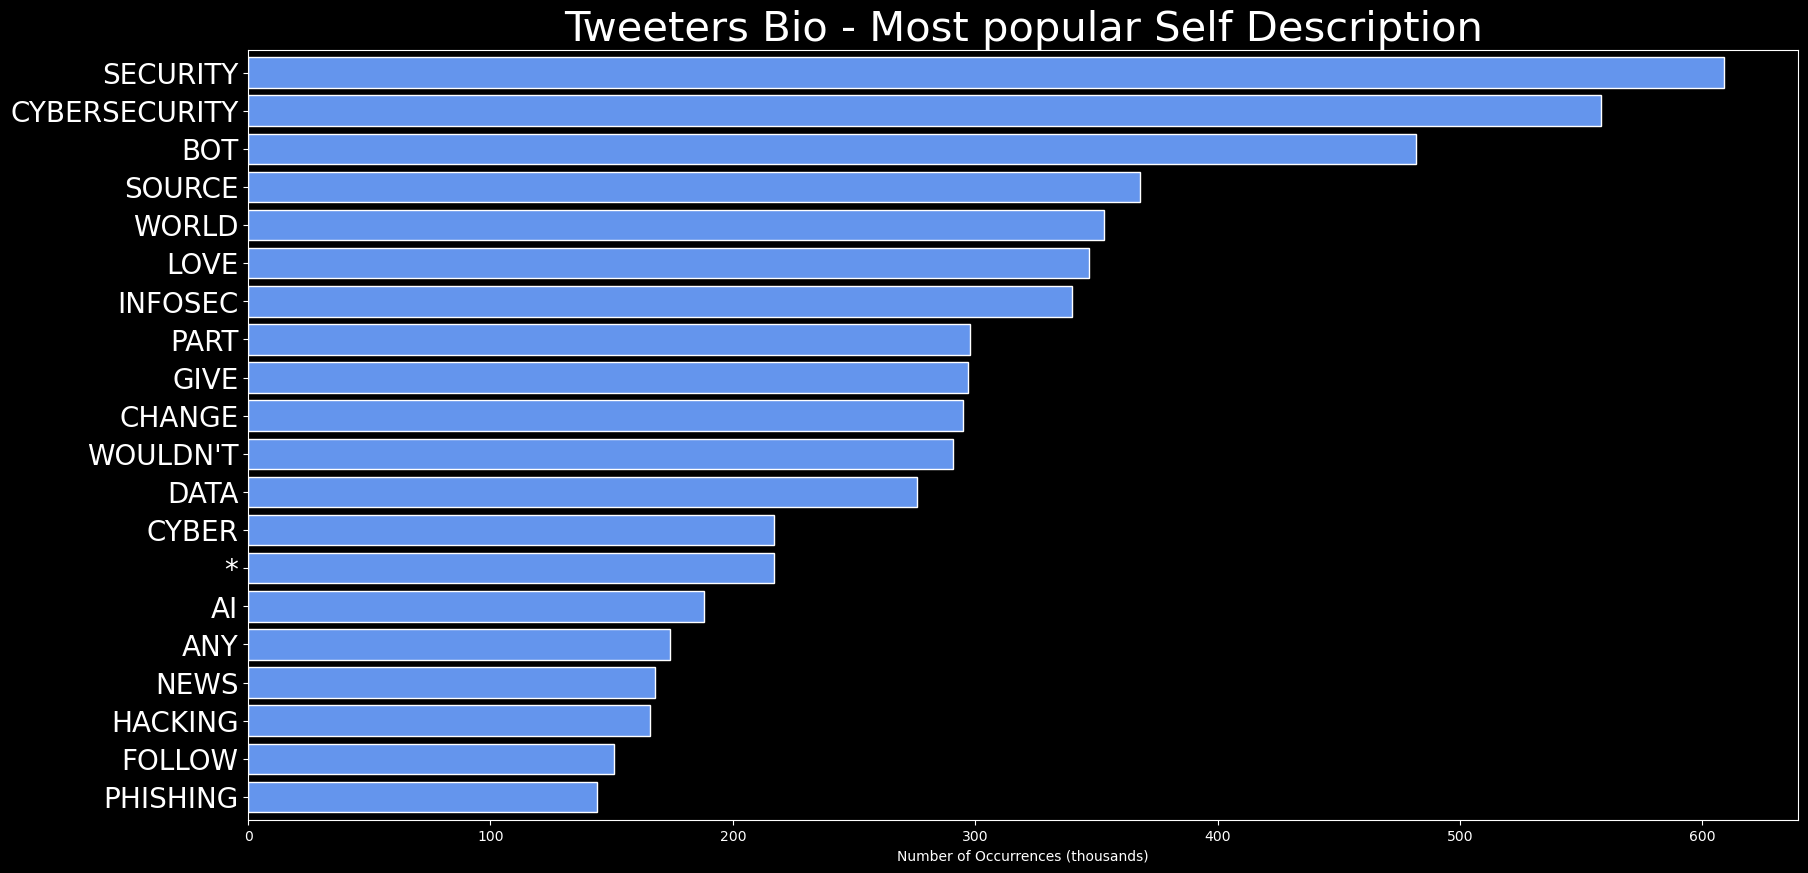 Tweeters Bio - Most popular Self Description
SECURITY
CYBERSECURITY
BOT
SOURCE
WORLD
LOVE
INFOSEC
PART
GIVE
CHANGE
WOULDN'T
DATA
CYBER
*
AI
ANY
NEWS
HACKING
FOLLOW
PHISHING
0 100 200 300 400 500 600
Number of Occurrences (thousands)